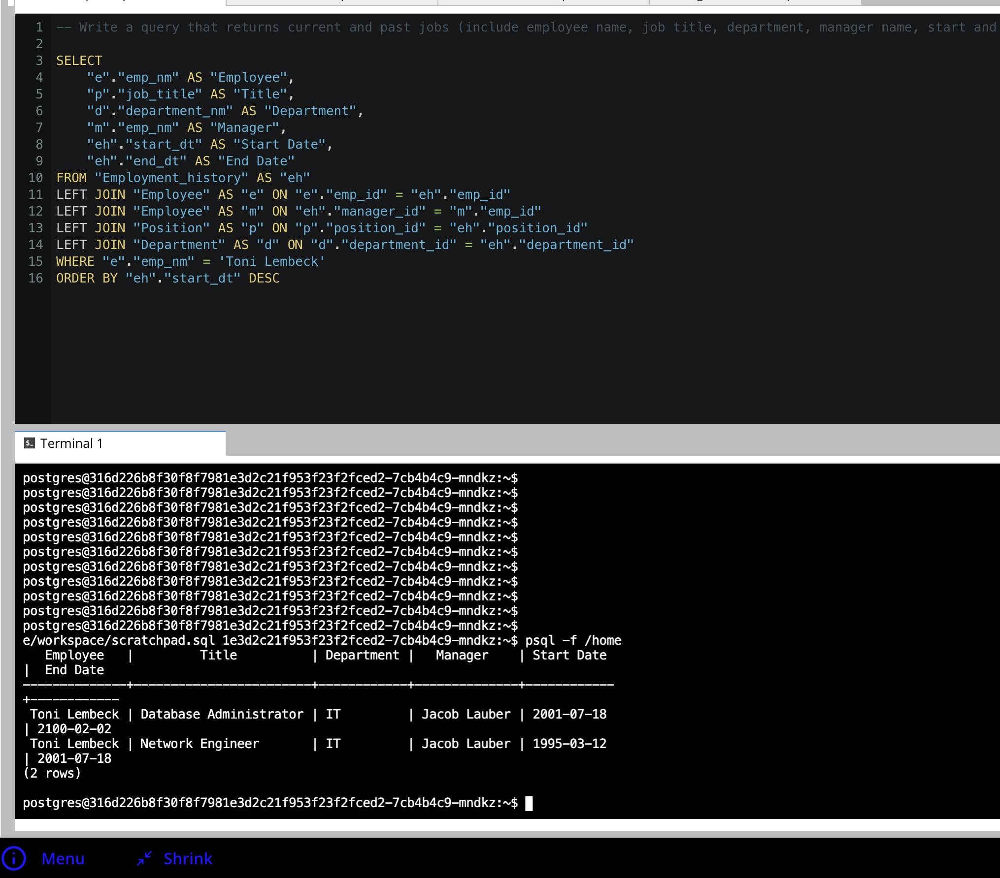 1 -- Write a query that returns current and past jobs (include employee name, job title, department, manager name, start and
2
3 SELECT
4 "e"."emp_nm" AS "Employee",
5 "p"."job_title" AS "Title",
6 "d"."department_nm" AS "Department",
7 "m"."emp_nm" AS "Manager",
8 "eh"."start_dt" AS "Start Date",
9 "eh"."end_dt" AS "End Date"
10 FROM "Employment_history" AS "eh"
11 LEFT JOIN "Employee" AS "e" ON "e"."emp_id" = "eh"."emp_id"
12 LEFT JOIN "Employee" AS "m" ON "eh"."manager_id" = "m"."emp_id"
13 LEFT JOIN "Position" AS "p" ON "p"."position_id" = "eh"."position_id"
14 LEFT JOIN "Department" AS "d" ON "d"."department_id" = "eh"."department_id"
15 WHERE "e"."emp_nm" = 'Toni Lembeck'
16 ORDER BY "eh"."start_dt" DESC
$_ Terminal 1
postgres@316d226b8f30f8f7981e3d2c21f953f23f2fced2-7cb4b4c9-mndkz:~$
postgres@316d226b8f30f8f7981e3d2c21f953f23f2fced2-7cb4b4c9-mndkz:~$
postgres@316d226b8f30f8f7981e3d2c21f953f23f2fced2-7cb4b4c9-mndkz:~$
postgres@316d226b8f30f8f7981e3d2c21f953f23f2fced2-7cb4b4c9-mndkz:~$
postgres@316d226b8f30f8f7981e3d2c21f953f23f2fced2-7cb4b4c9-mndkz:~$
postgres@316d226b8f30f8f7981e3d2c21f953f23f2fced2-7cb4b4c9-mndkz:~$
postgres@316d226b8f30f8f7981e3d2c21f953f23f2fced2-7cb4b4c9-mndkz:~$
postgres@316d226b8f30f8f7981e3d2c21f953f23f2fced2-7cb4b4c9-mndkz:~$
postgres@316d226b8f30f8f7981e3d2c21f953f23f2fced2-7cb4b4c9-mndkz:~$
postgres@316d226b8f30f8f7981e3d2c21f953f23f2fced2-7cb4b4c9-mndkz:~$
postgres@316d226b8f30f8f7981e3d2c21f953f23f2fced2-7cb4b4c9-mndkz:~$
e/workspace/scratchpad.sql 1e3d2c21f953f23f2fced2-7cb4b4c9-mndkz:~$ psql -f /home
Employee | Title | Department | Manager | Start Date
| End Date
--------------+------------------------+------------+--------------+------------
+------------
Toni Lembeck | Database Administrator | IT | Jacob Lauber | 2001-07-18
| 2100-02-02
Toni Lembeck | Network Engineer | IT | Jacob Lauber | 1995-03-12
| 2001-07-18
(2 rows)
postgres@316d226b8f30f8f7981e3d2c21f953f23f2fced2-7cb4b4c9-mndkz:~$
Menu Shrink